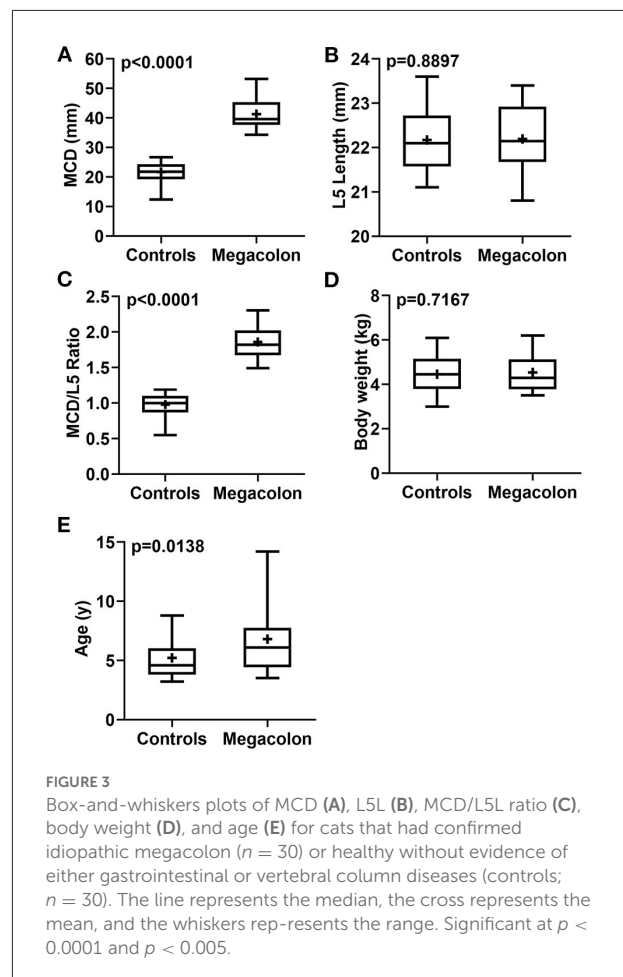 A
p<0.0001
MCD (mm)
60
50
40
30
20
10
0
Controls
Megacolon
B
p=0.8897
L5 Length (mm)
24
23
22
21
20
Controls
Megacolon
C
p<0.0001
MCD/L5 Ratio
2.5
2.0
1.5
1.0
0.5
0.0
Controls
Megacolon
D
p=0.7167
Body weight (kg)
8
6
4
2
0
Controls
Megacolon
E
p=0.0138
Age (y)
15
10
5
0
Controls
Megacolon
FIGURE 3
Box-and-whiskers plots of MCD (A), L5L (B), MCD/L5L ratio (C),
body weight (D), and age (E) for cats that had confirmed
idiopathic megacolon (n = 30) or healthy without evidence of
either gastrointestinal or vertebral column diseases (controls;
n = 30). The line represents the median, the cross represents the
mean, and the whiskers rep-resents the range. Significant at p <
0.0001 and p < 0.005.